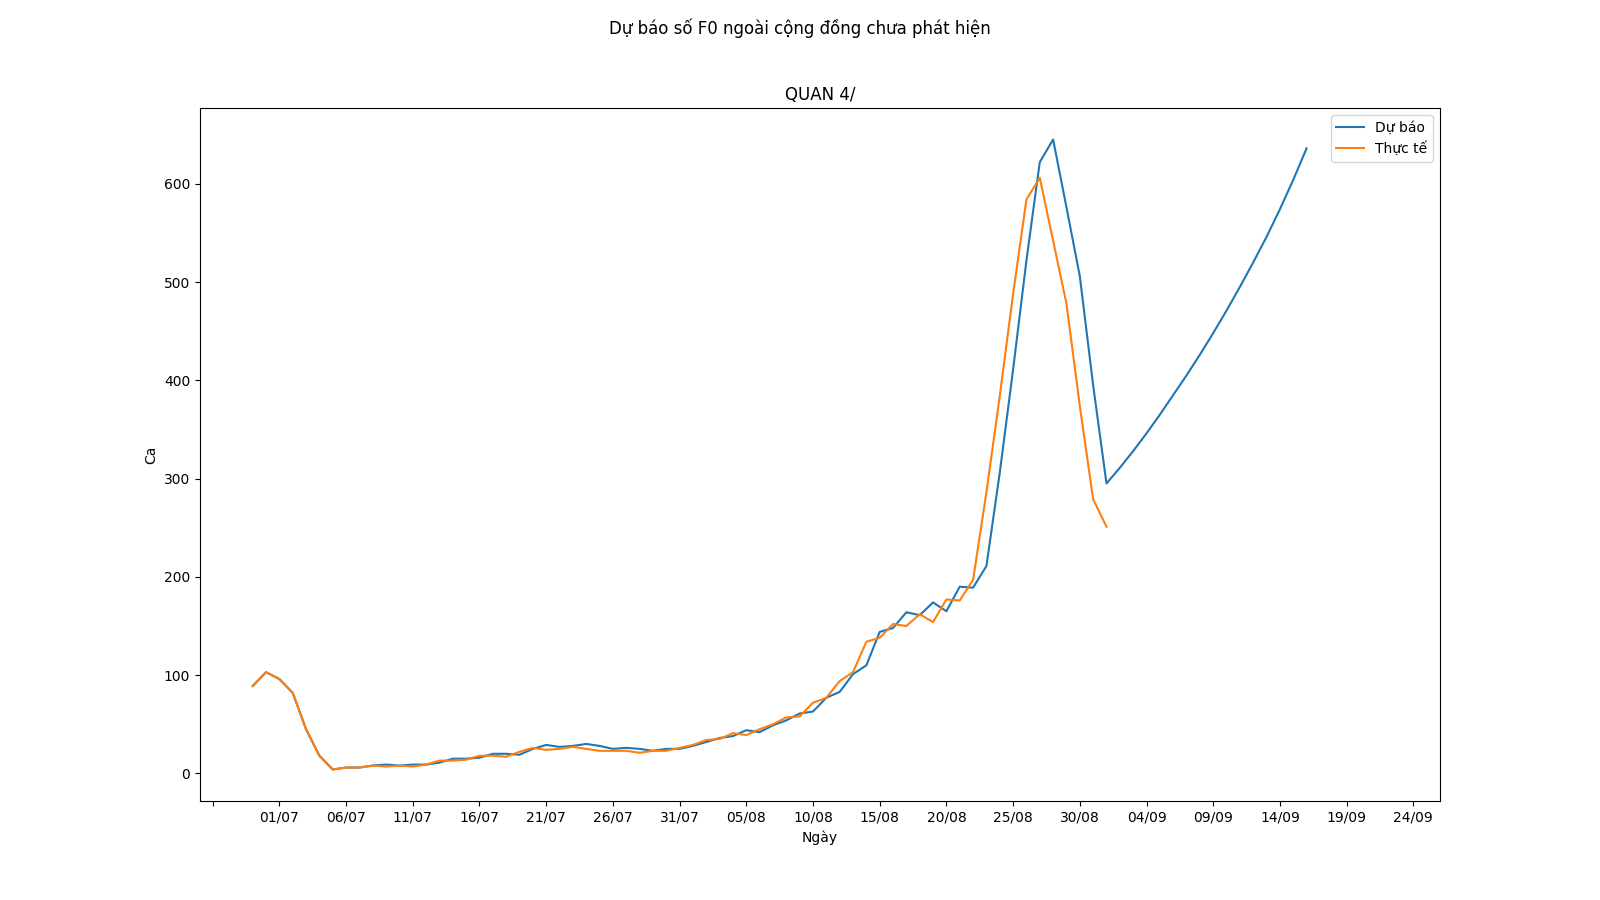 Dự báo số F0 ngoài cộng đồng chưa phát hiện
QUAN 4/
Dự báo
Thực tế
600
500
400
300
200
100
0
Ca
01/07 06/07 11/07 16/07 21/07 26/07 31/07 05/08 10/08 15/08 20/08 25/08 30/08 04/09 09/09 14/09 19/09 24/09
Ngày